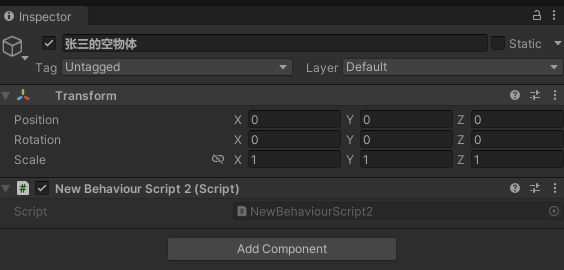 Inspector
张三的空物体 Static
Tag Untagged Layer Default
Transform
Position X 0 Y 0 Z 0
Rotation X 0 Y 0 Z 0
Scale X 1 Y 1 Z 1
# New Behaviour Script 2 (Script)
Script # NewBehaviourScript2
Add Component